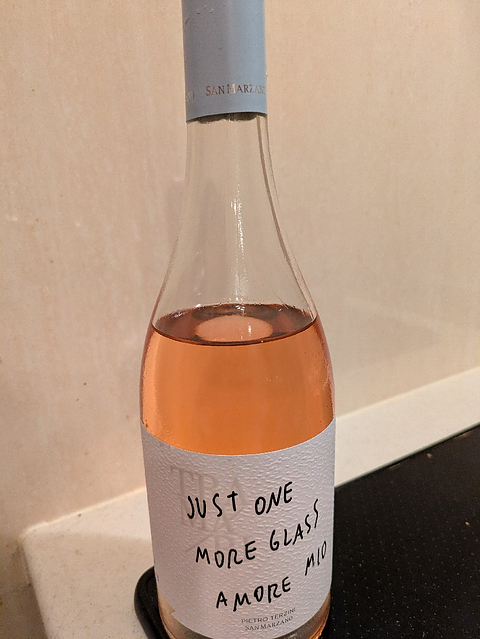 SAN MARZANO
JUST ONE
MORE GLASS
AMORE MIO
PIETRO TERZINI
SAN MARZANO